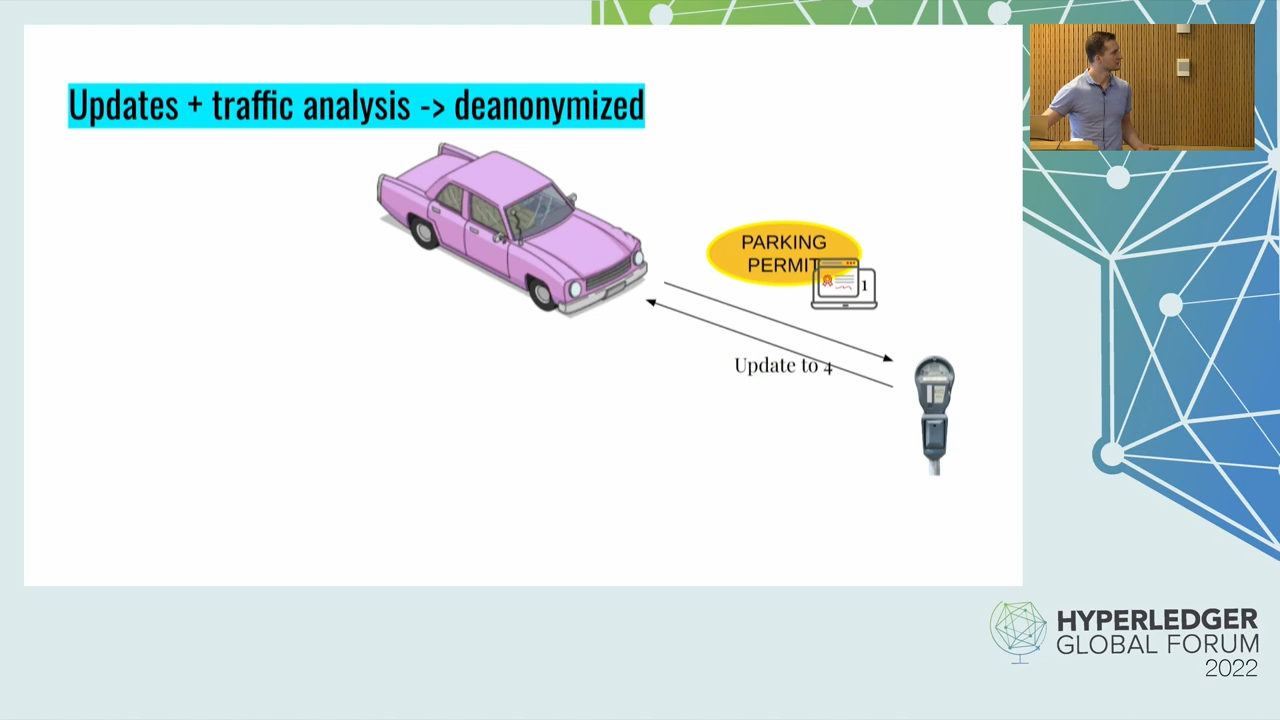 Updates + traffic analysis -> deanonymized
PARKING
PERMIT
1
Update to 4
HYPERLEDGER
GLOBAL FORUM
2022